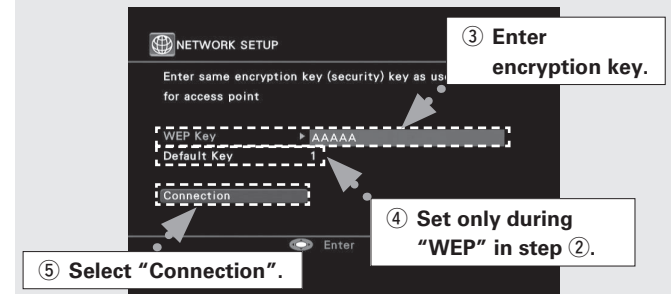 NETWORK SETUP
③ Enter
encryption key.
Enter same encryption key (security) key as
for access point
WEP Key AAAAA
Default Key 1
Connection
④ Set only during
“WEP” in step ②.
Enter
⑤ Select “Connection”.